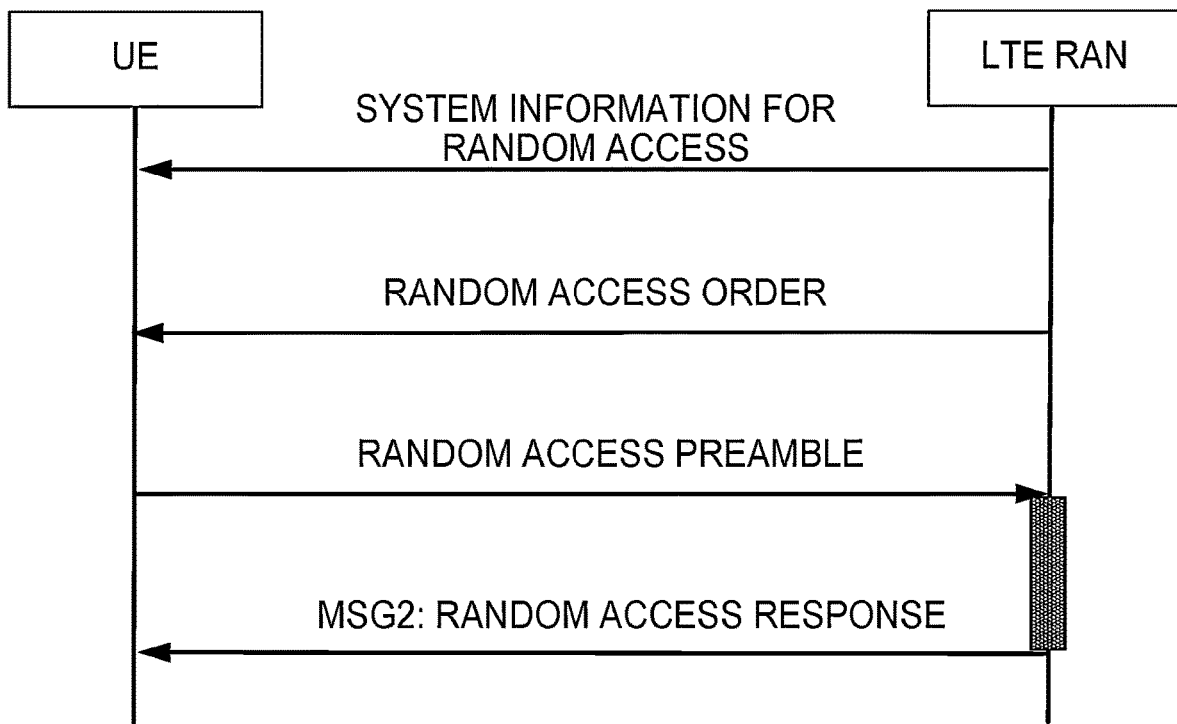 UE
LTE RAN
SYSTEM INFORMATION FOR
RANDOM ACCESS
RANDOM ACCESS ORDER
RANDOM ACCESS PREAMBLE
MSG2: RANDOM ACCESS RESPONSE